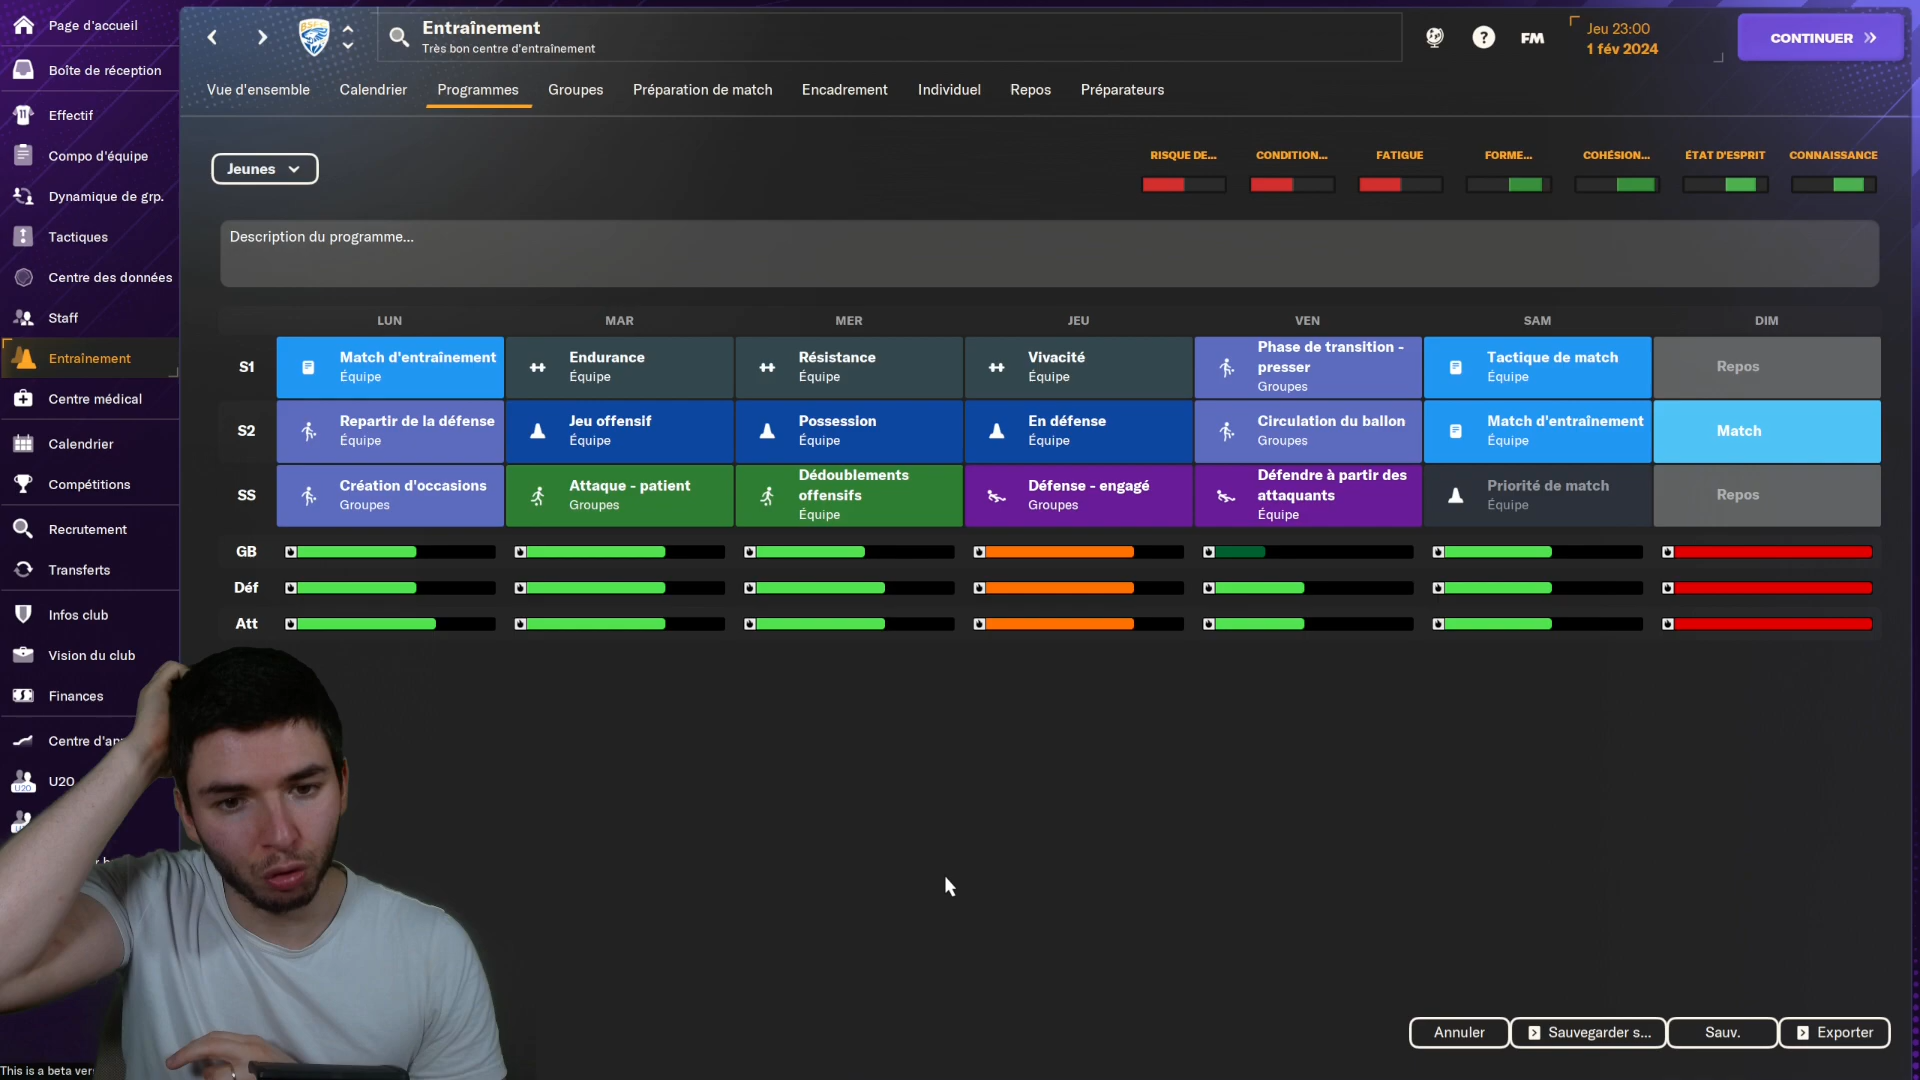 Page d'accueil
Boîte de réception
Effectif
Compo d'équipe
Dynamique de grp.
Tactiques
Centre des données
Staff
Entraînement
Centre médical
Calendrier
Compétitions
Recrutement
Transferts
Infos club
Vision du club
Finances
Centre d'an
U20
U20
This is a beta ver
Entraînement
Très bon centre d'entraînement
FM
Jeu 23:00
1 fév 2024
CONTINUER
Vue d'ensemble Calendrier Programmes Groupes Préparation de match Encadrement Individuel Repos Préparateurs
Jeunes
RISQUE DE... CONDITION... FATIGUE FORME... COHÉSION... ÉTAT D'ESPRIT CONNAISSANCE
Description du programme...
LUN MAR MER JEU VEN SAM DIM
S1
Match d'entraînement
Équipe
Endurance
Équipe
Résistance
Équipe
Vivacité
Équipe
Phase de transition -
presser
Groupes
Tactique de match
Équipe
Repos
S2
Repartir de la défense
Équipe
Jeu offensif
Équipe
Possession
Équipe
En défense
Équipe
Circulation du ballon
Groupes
Match d'entraînement
Équipe
Match
SS
Création d'occasions
Groupes
Attaque - patient
Groupes
Dédoublements
offensifs
Équipe
Défense - engagé
Groupes
Défendre à partir des
attaquants
Équipe
Priorité de match
Équipe
Repos
GB
Déf
Att
Annuler Sauvegarder s... Sauv. Exporter